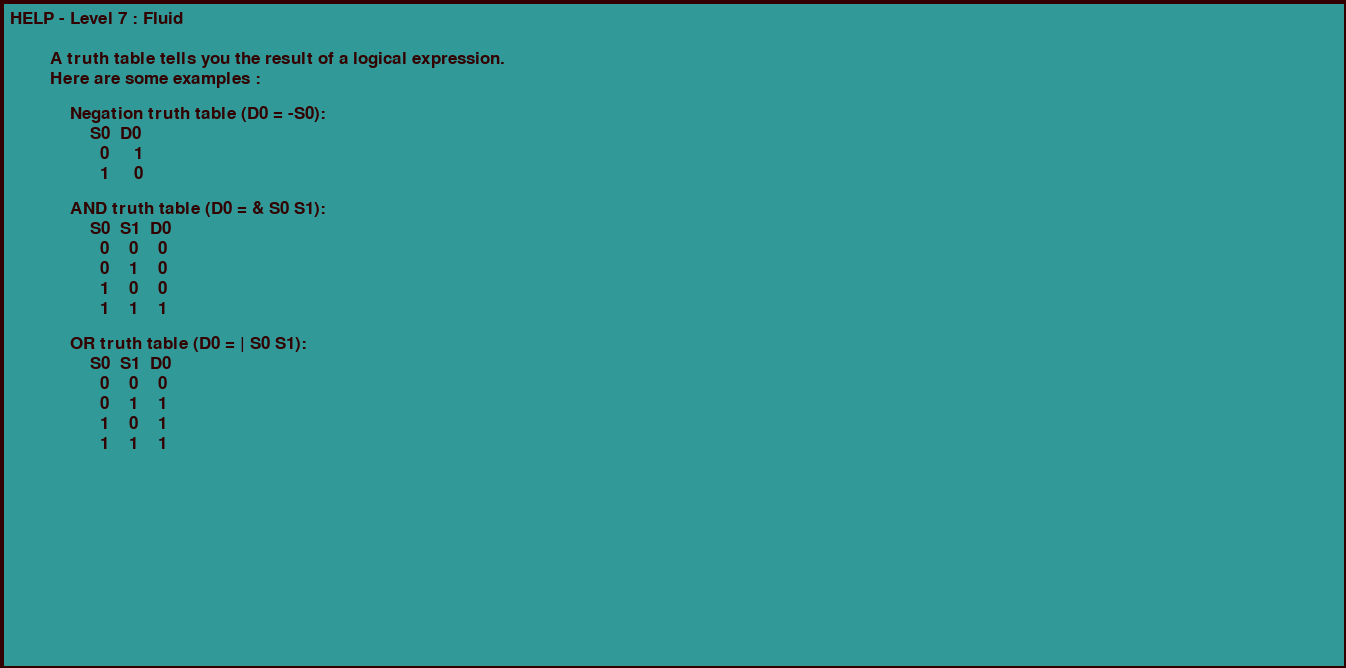 HELP - Level 7 : Fluid
A truth table tells you the result of a logical expression.
Here are some examples :
Negation truth table (D0 = -S0):
S0 D0
0 1
1 0
AND truth table (D0 = & S0 S1):
S0 S1 D0
0 0 0
0 1 0
1 0 0
1 1 1
OR truth table (D0 = | S0 S1):
S0 S1 D0
0 0 0
0 1 1
1 0 1
1 1 1